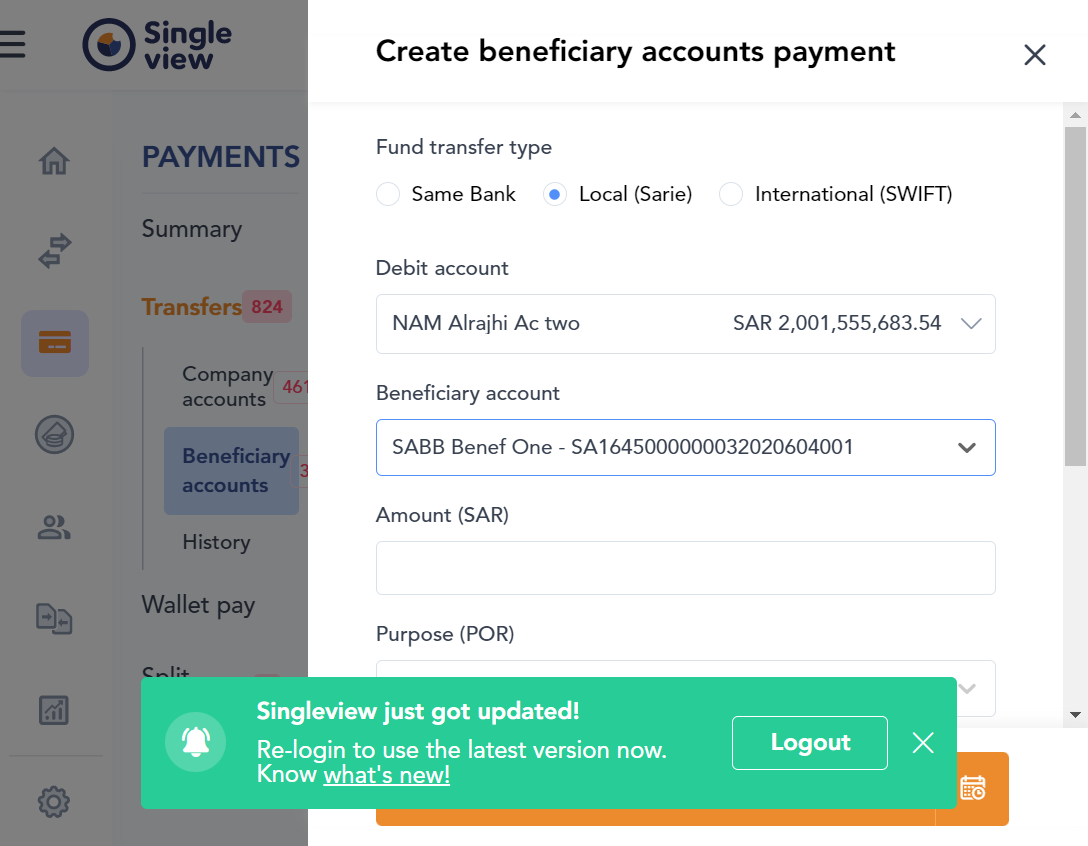 Single
view
Create beneficiary accounts payment
PAYMENTS
Summary
Transfers 824
Company
accounts
461
Beneficiary
accounts
3
History
Wallet pay
Split
Fund transfer type
Same Bank
Local (Sarie)
International (SWIFT)
Debit account
NAM Alrajhi Ac two
SAR 2,001,555,683.54
Beneficiary account
SABB Benef One - SA1645000000032020604001
Amount (SAR)
Purpose (POR)
Singleview just got updated!
Re-login to use the latest version now.
Know what's new!
Logout